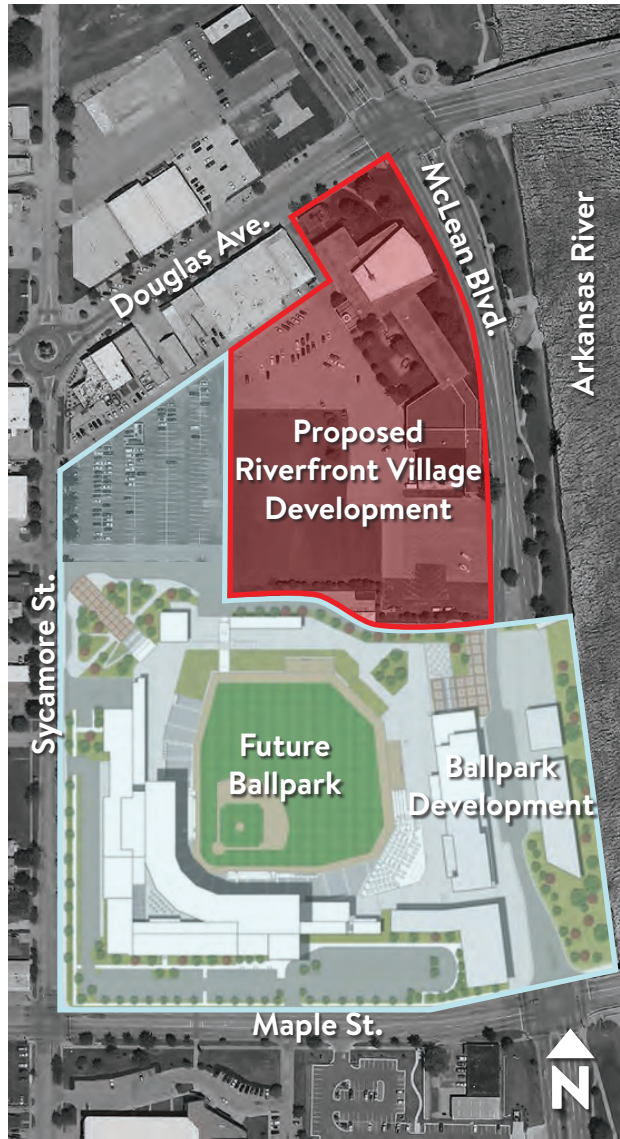 McLean Blvd.
Douglas Ave.
Arkansas River
Proposed
Riverfront Village
Development
Sycamore St.
Future
Ballpark
Ballpark
Development
Maple St.
N